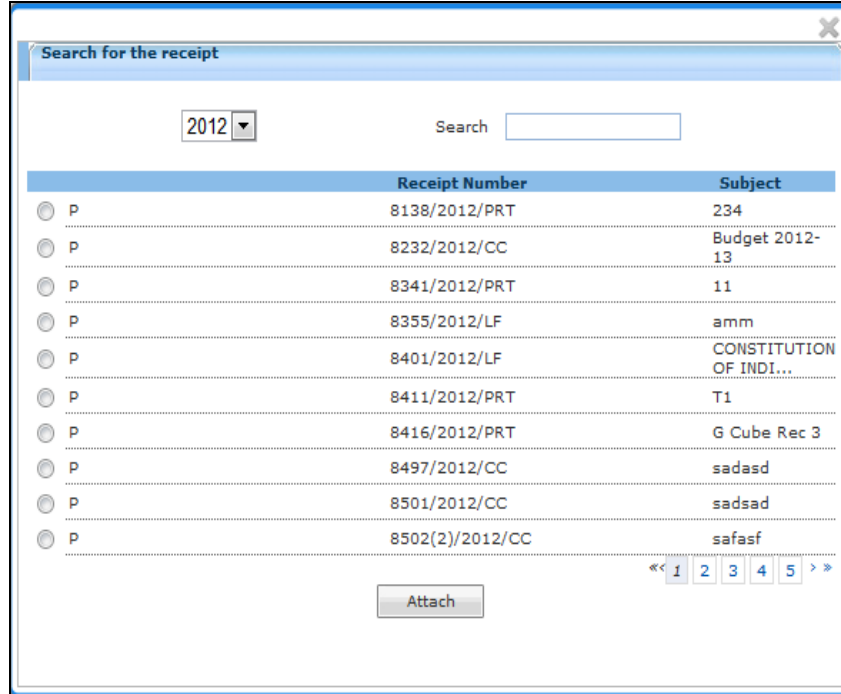 Search for the receipt
2012 Search
Receipt Number Subject
P 8138/2012/PRT 234
P 8232/2012/CC Budget 2012-
13
P 8341/2012/PRT 11
P 8355/2012/LF amm
P 8401/2012/LF CONSTITUTION
OF INDI...
P 8411/2012/PRT T1
P 8416/2012/PRT G Cube Rec 3
P 8497/2012/CC sadasd
P 8501/2012/CC sadsad
P 8502(2)/2012/CC safasf
«‹ 1 2 3 4 5 › »
Attach